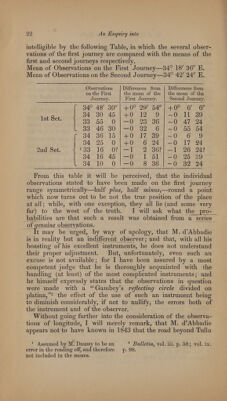 22 An Enquiry into
inteligible by the following Table, in which the several obser-
vations of the first journey are compared with the means of the
first and second journeys respectively.
Mean of Observations on the First Journey—34° 18′ 36″ E.
Mean of Observations on the Second Journey—34° 42′ 24″ E.
Observations on the First Journey. Differences from the mean of the First Journey. Differences from the mean of the Second Journey.
1st Set.
34° 48′ 30″ +0° 29′ 54″ +0° 6′ 6″
34 30 45 +0 12 9 −0 11 39
33 55 0 −0 23 36 −0 47 24
33 46 30 −0 32 6 −0 55 54
2nd Set.
34 36 15 +0 17 39 −0 6 9
34 25 0 +0 6 24 −0 17 24
¹33 16 0? −1 2 36? −1 26 24?
34 16 45 −0 1 51 −0 25 39
34 10 0 −0 8 36 −0 32 24
From this table it will be perceived, that the individual
observations stated to have been made on the first journey
range symmetrically—half plus, half minus,—round a point
which now turns out to be not the true position of the place
at all; while, with one exception, they all lie (and some very
far) to the west of the truth. I will ask what the pro-
babilities are that such a result was obtained from a series
of genuine observations.
It may be urged, by way of apology, that M. d'Abbadie
is in reality but an indifferent observer; and that, with all his
boasting of his excellent instruments, he does not understand
their proper adjustment. But, unfortunately, even such an
excuse is not available; for I have been assured by a most
competent judge that he is thoroughly acquainted with the
handling (at least) of the most complicated instruments; and
he himself expressly states that the observations in question
were made with a "Gambey's reflecting circle divided on
platina,"² the effect of the use of such an instrument being
to diminish considerably, if not to nullify, the errors both of
the instrument and of the observer.
Without going farther into the consideration of the observa-
tions of longitude, I will merely remark, that M. d'Abbadie
appears not to have known in 1843 that the road beyond Tullu
¹ Assumed by M. Daussy to be an
error in the reading off, and therefore
not included in the means.
² Bulletin, vol. iii. p. 58; vol. ix.
p. 98.